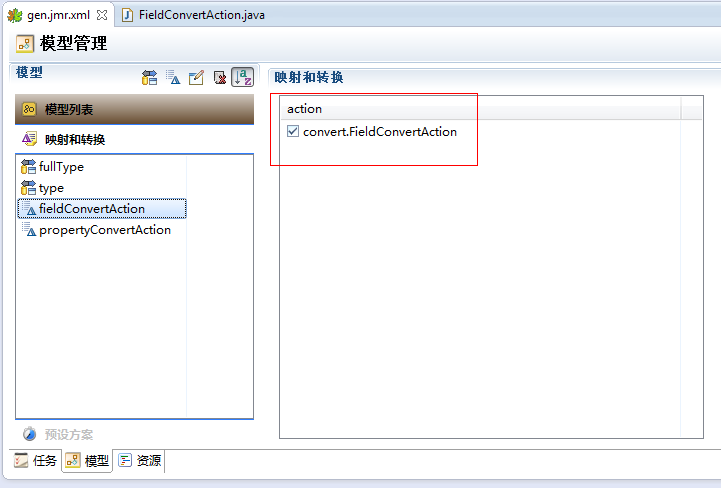 gen.jmr.xml
FieldConvertAction.java
模型管理
模型
映射和转换
模型列表
映射和转换
fullType
type
fieldConvertAction
propertyConvertAction
预设方案
action
convert.FieldConvertAction
任务
模型
资源